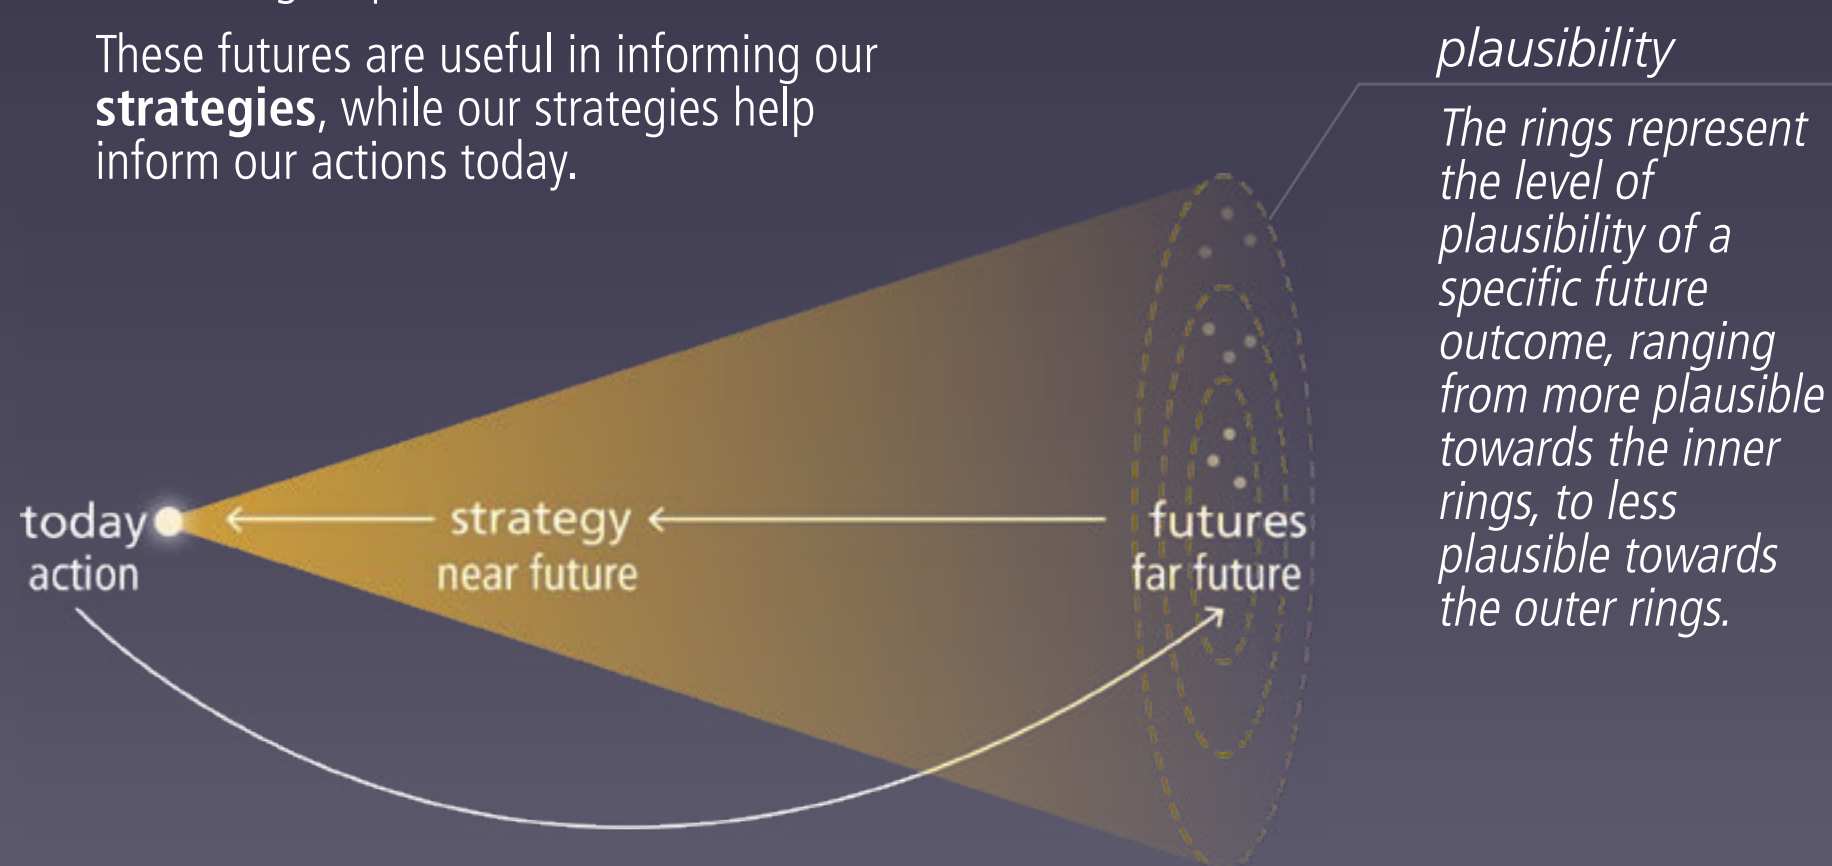 These futures are useful in informing our
strategies, while our strategies help
inform our actions today.
plausibility
The rings represent
the level of
plausibility of a
specific future
outcome, ranging
from more plausible
towards the inner
rings, to less
plausible towards
the outer rings.
today
action
strategy
near future
futures
far future